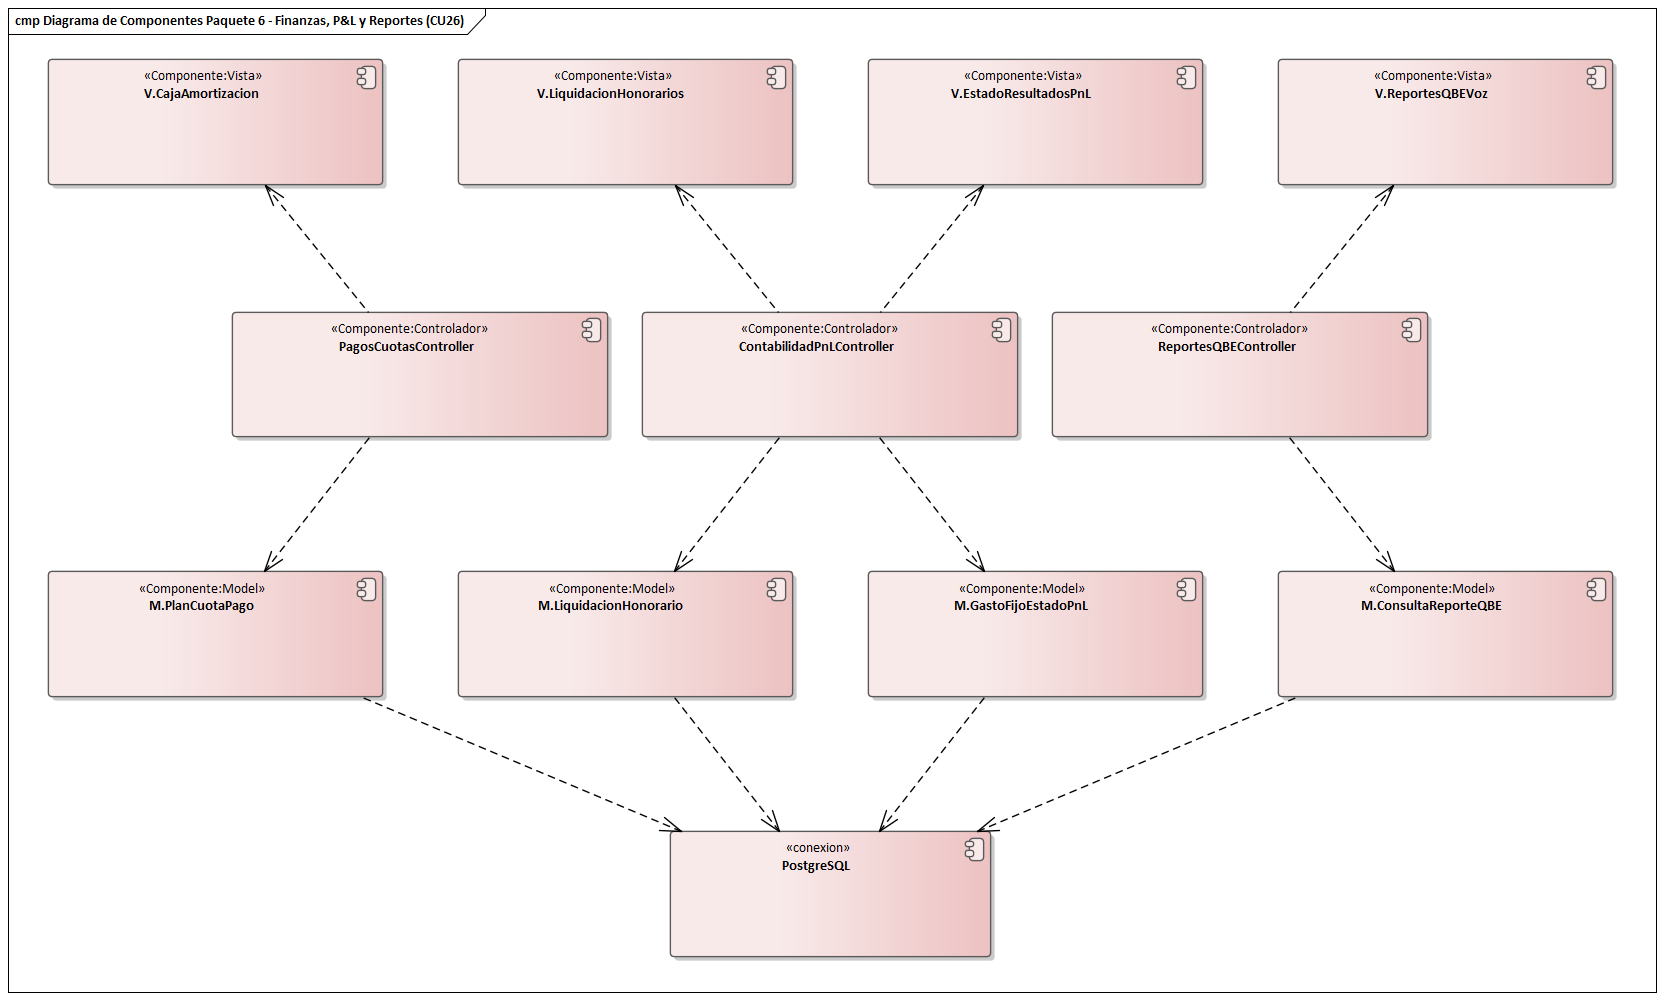 cmp Diagrama de Componentes Paquete 6 - Finanzas, P&L y Reportes (CU26)
«Componente:Vista»
V.CajaAmortizacion
«Componente:Vista»
V.LiquidacionHonorarios
«Componente:Vista»
V.EstadoResultadosPnL
«Componente:Vista»
V.ReportesQBEVoz
«Componente:Controlador»
PagosCuotasController
«Componente:Controlador»
ContabilidadPnLController
«Componente:Controlador»
ReportesQBEController
«Componente:Model»
M.PlanCuotaPago
«Componente:Model»
M.LiquidacionHonorario
«Componente:Model»
M.GastoFijoEstadoPnL
«Componente:Model»
M.ConsultaReporteQBE
«conexion»
PostgreSQL